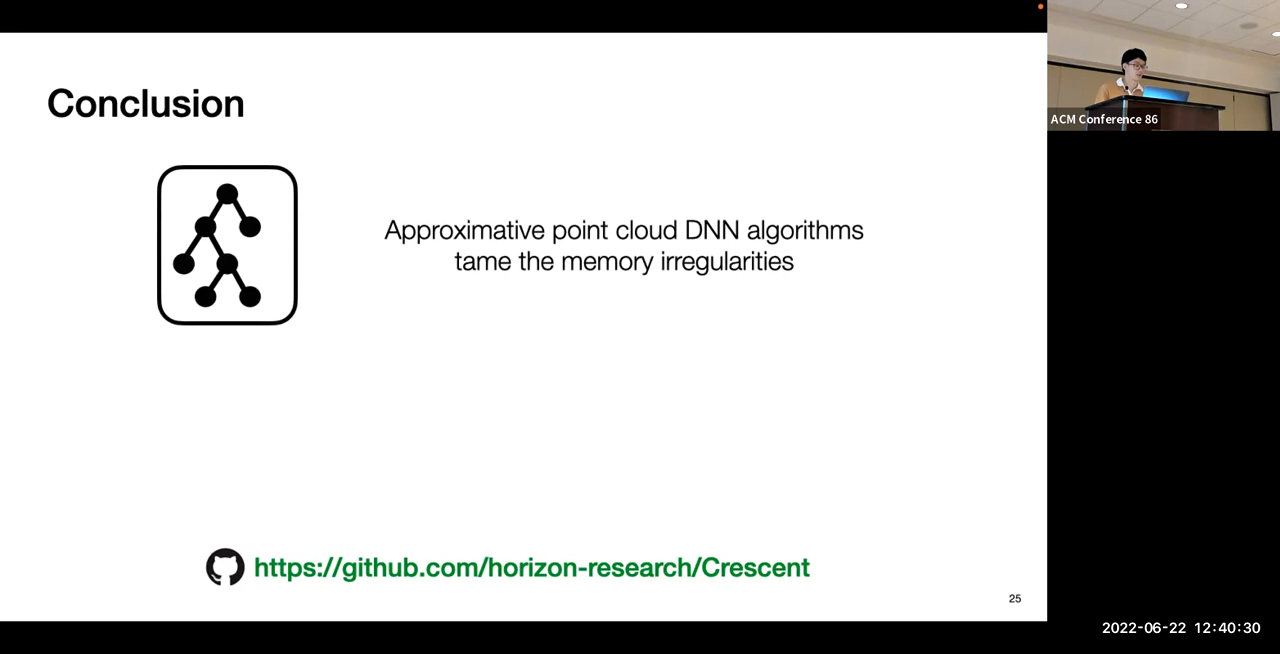 Conclusion
Approximative point cloud DNN algorithms
tame the memory irregularities
https://github.com/horizon-research/Crescent
25
ACM Conference 86
2022-06-22 12:40:30